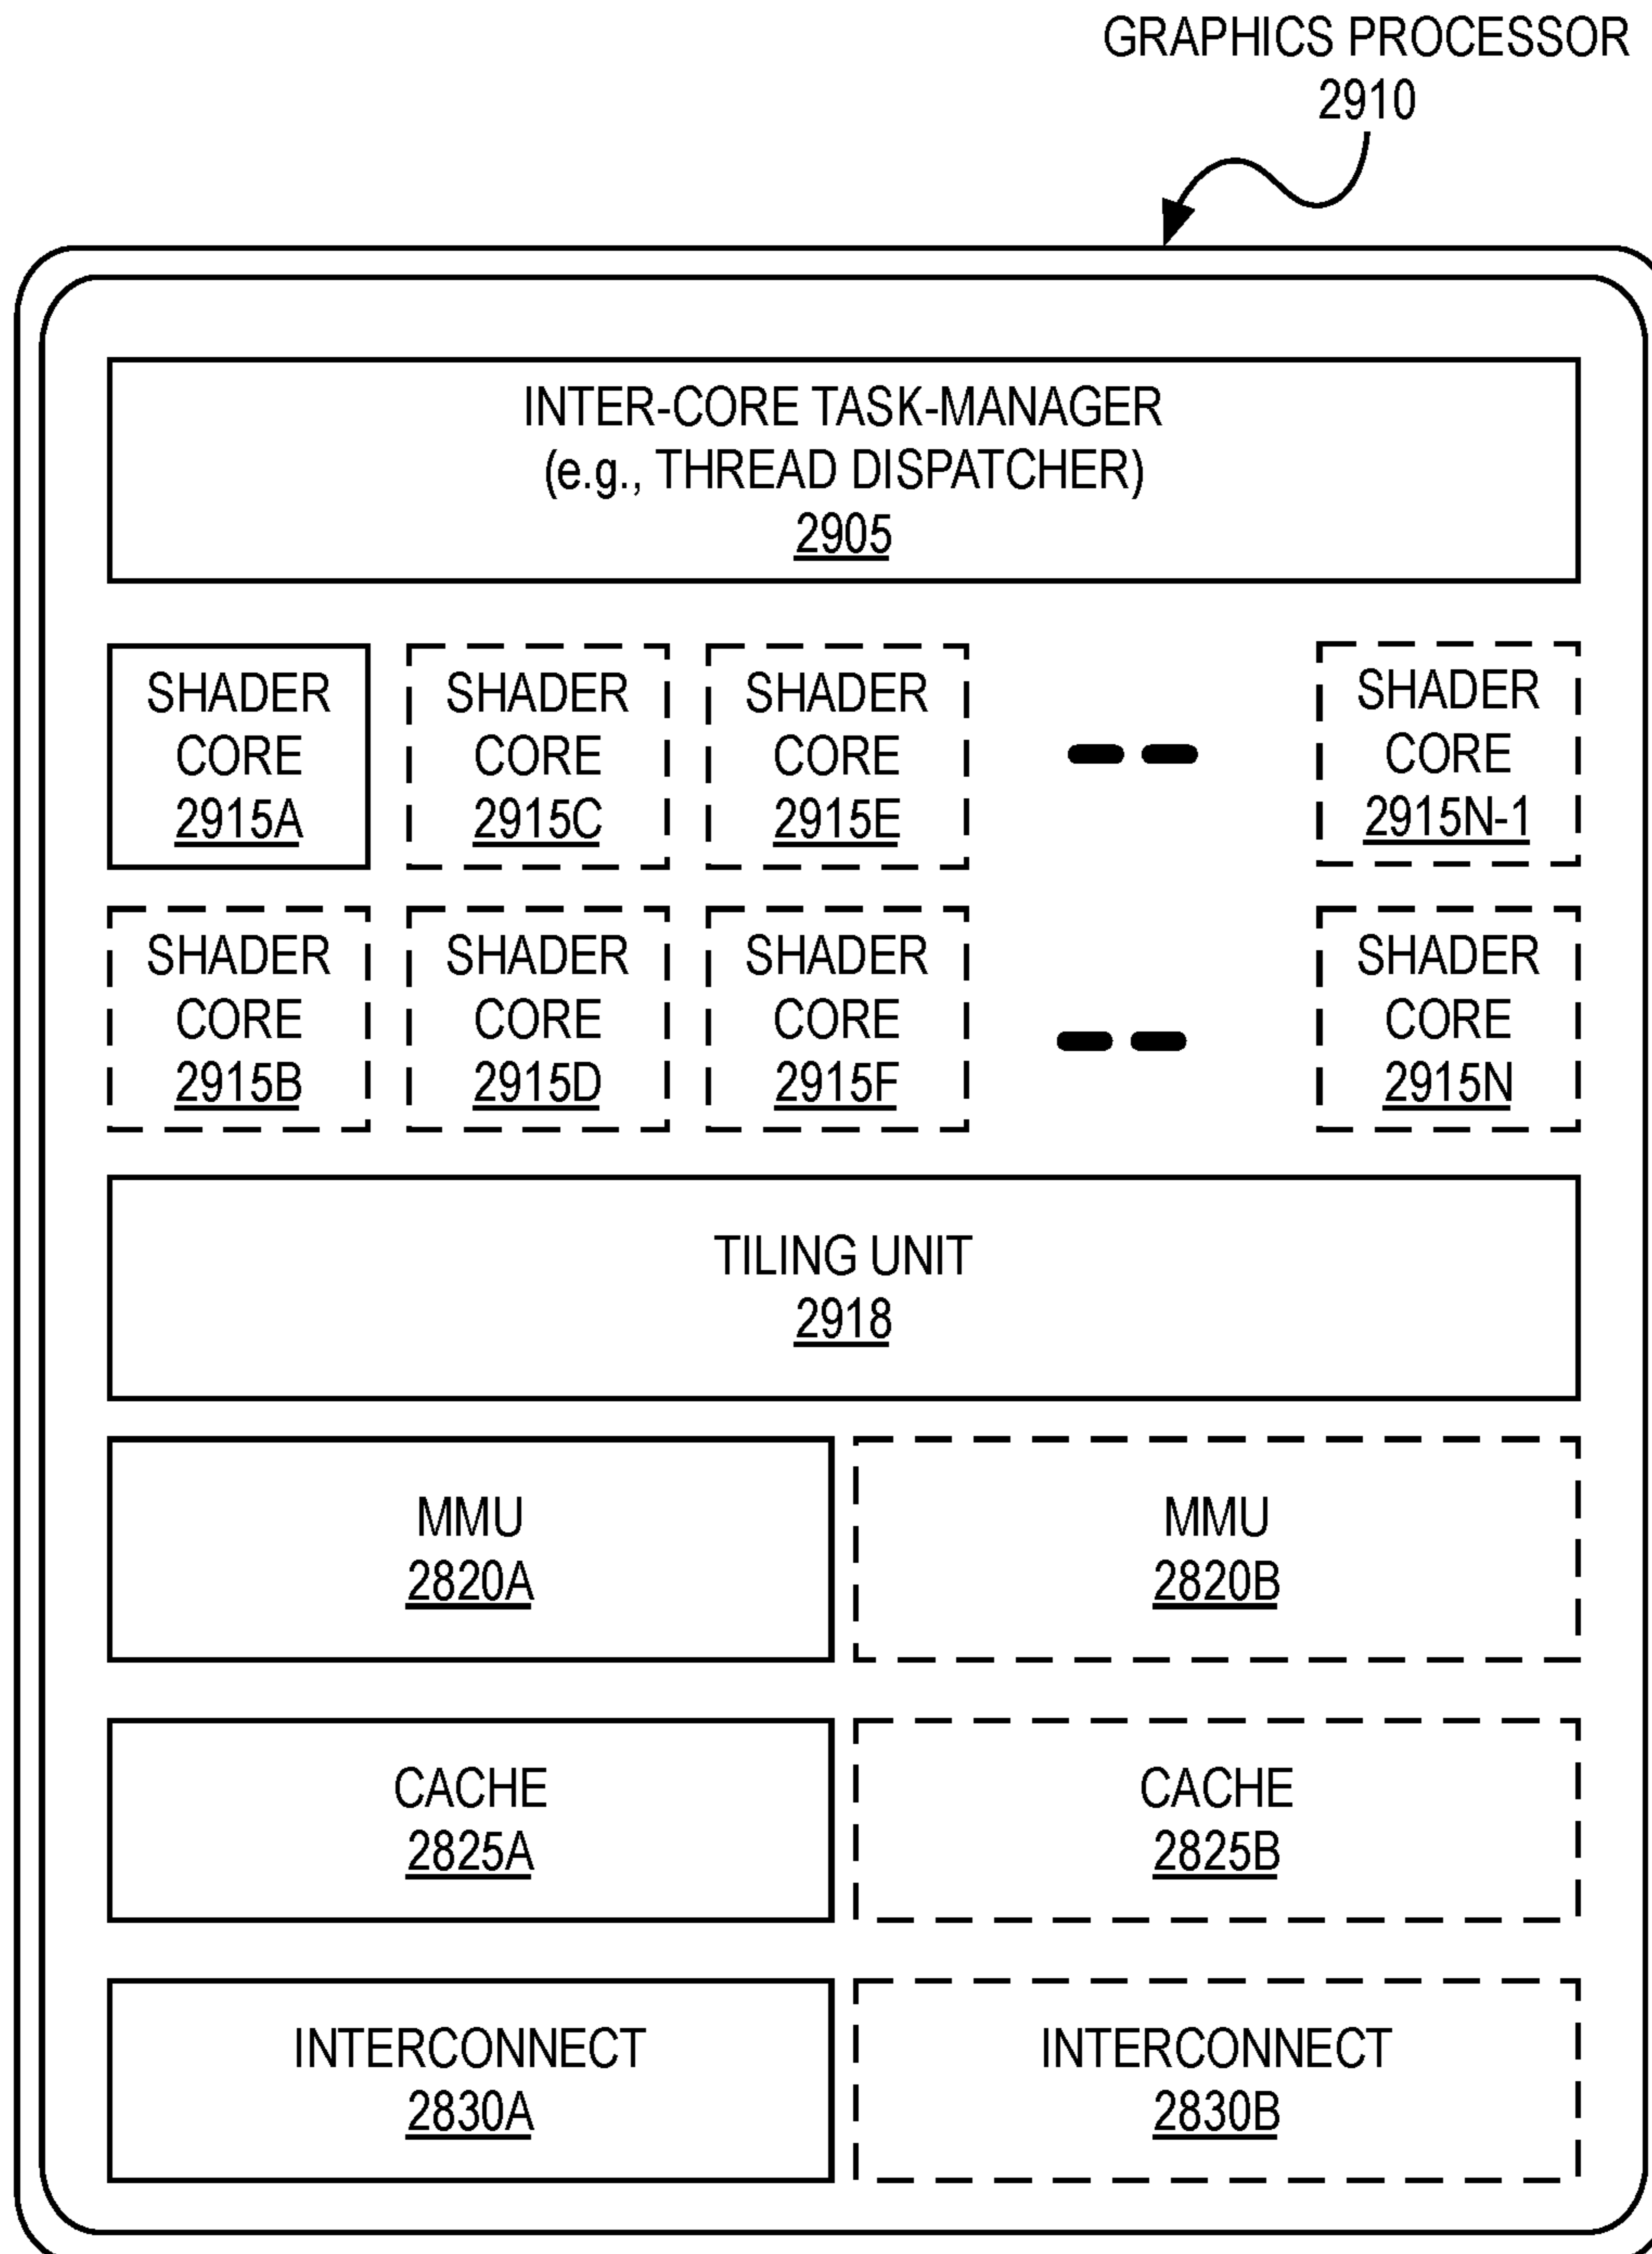 GRAPHICS PROCESSOR
2910
INTER-CORE TASK-MANAGER
(e.g., THREAD DISPATCHER)
2905
SHADER
CORE
2915A
SHADER
CORE
2915C
SHADER
CORE
2915E
SHADER
CORE
2915N-1
SHADER
CORE
2915B
SHADER
CORE
2915D
SHADER
CORE
2915F
SHADER
CORE
2915N
TILING UNIT
2918
MMU
2820A
MMU
2820B
CACHE
2825A
CACHE
2825B
INTERCONNECT
2830A
INTERCONNECT
2830B